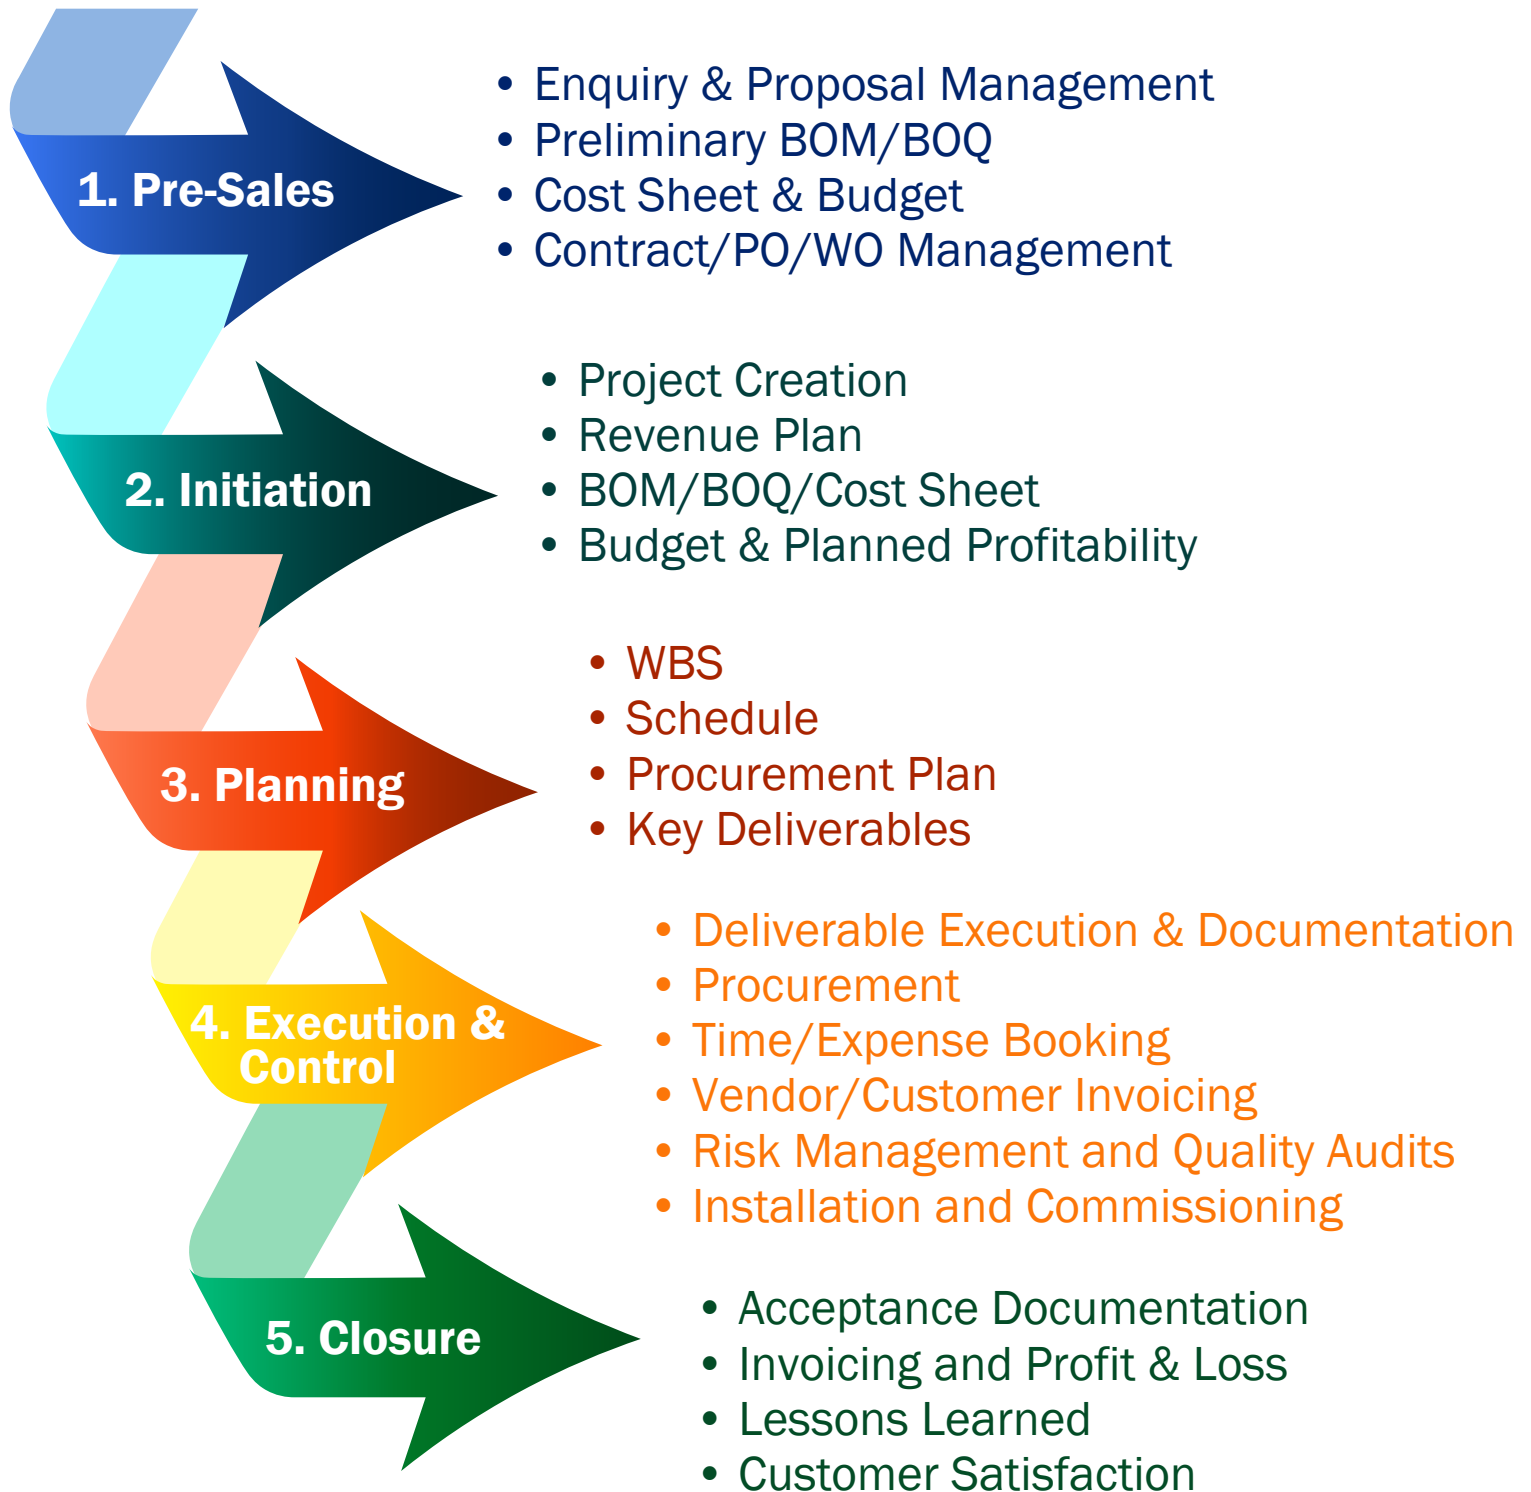 1. Pre-Sales
• Enquiry & Proposal Management
• Preliminary BOM/BOQ
• Cost Sheet & Budget
• Contract/PO/WO Management
2. Initiation
• Project Creation
• Revenue Plan
• BOM/BOQ/Cost Sheet
• Budget & Planned Profitability
3. Planning
• WBS
• Schedule
• Procurement Plan
• Key Deliverables
4. Execution &
Control
• Deliverable Execution & Documentation
• Procurement
• Time/Expense Booking
• Vendor/Customer Invoicing
• Risk Management and Quality Audits
• Installation and Commissioning
5. Closure
• Acceptance Documentation
• Invoicing and Profit & Loss
• Lessons Learned
• Customer Satisfaction